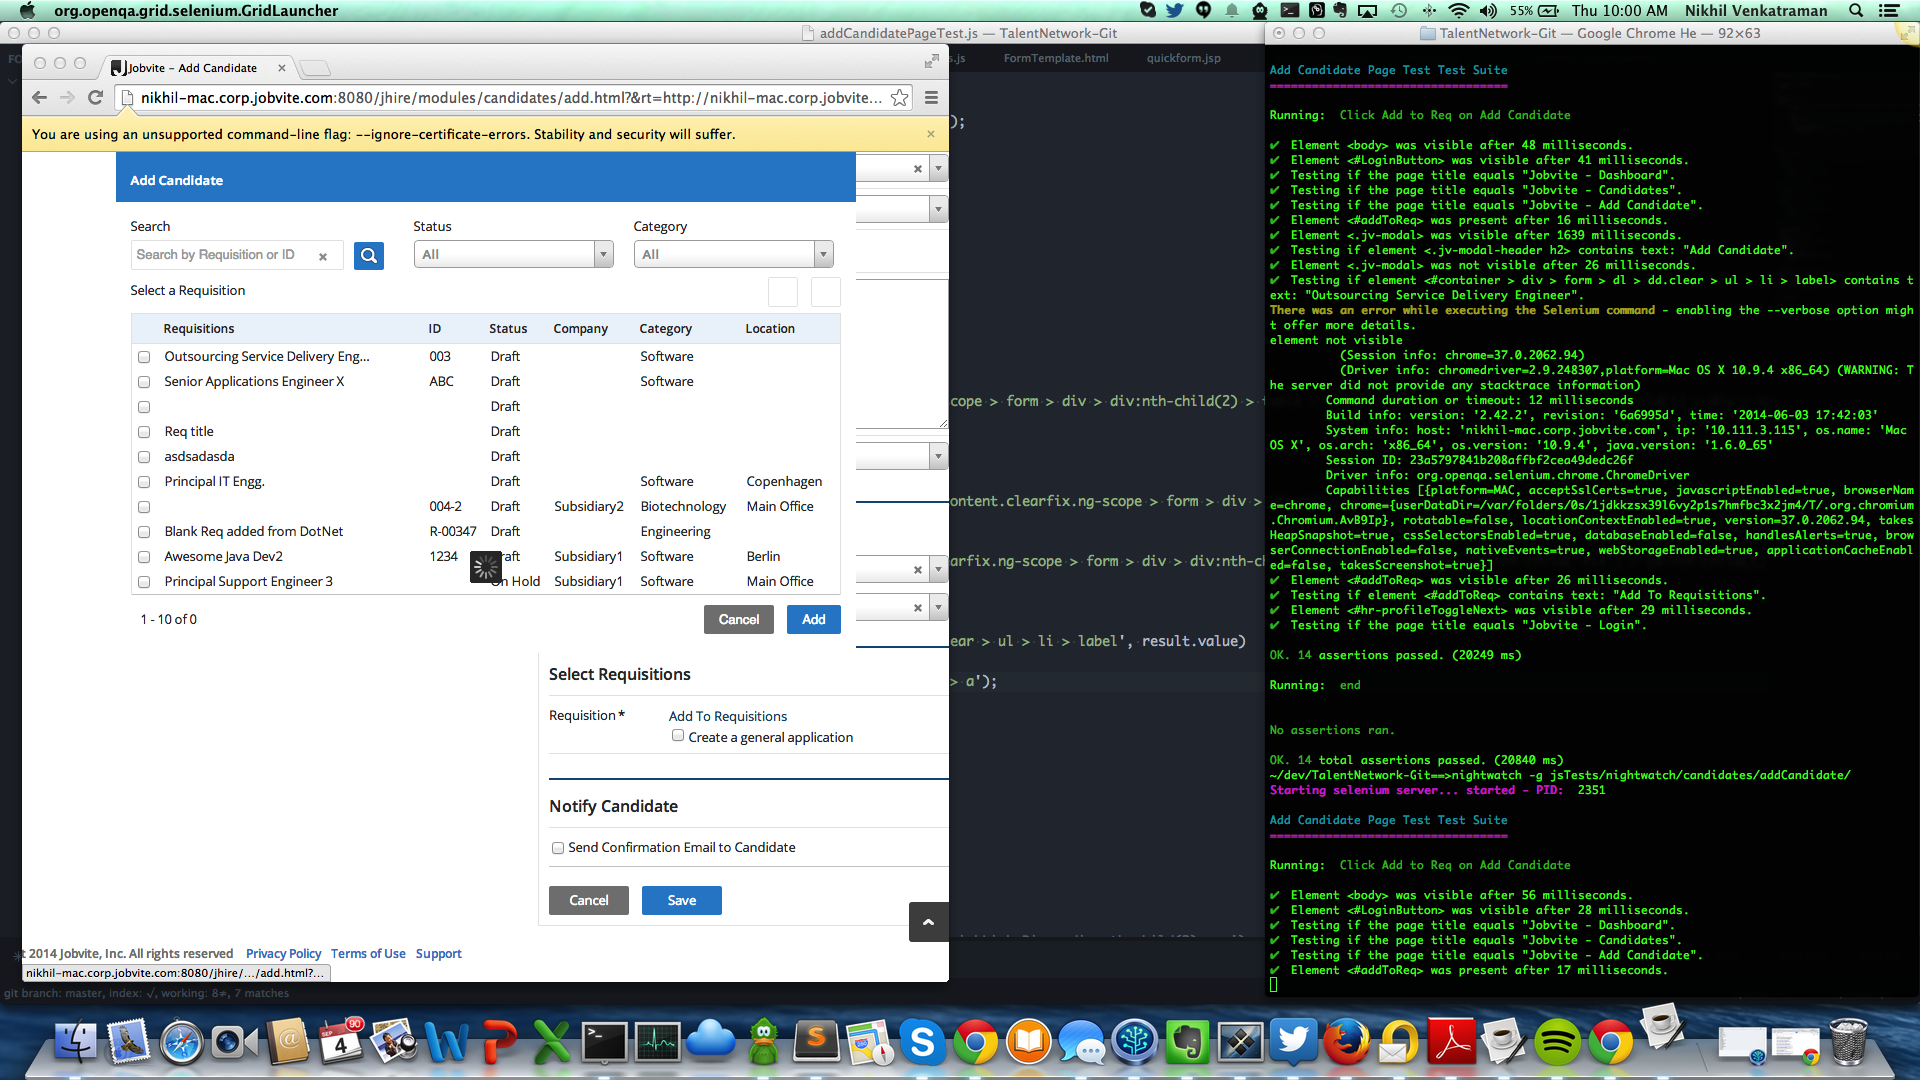 org.openqa.grid.selenium.GridLauncher
55%
Thu 10:00 AM
Nikhil Venkatraman
addCandidatePageTest.js — TalentNetwork-Git
TalentNetwork-Git — Google Chrome He — 92×63
Jobvite - Add Candidate
FormTemplate.html
quickform.jsp
nikhil-mac.corp.jobvite.com:8080/jhire/modules/candidates/add.html?&rt=http://nikhil-mac.corp.jobvite...
You are using an unsupported command-line flag: --ignore-certificate-errors. Stability and security will suffer.
Add Candidate
Search
Status
Category
Search by Requisition or ID
All
All
Select a Requisition
Requisitions ID Status Company Category Location
Outsourcing Service Delivery Eng... 003 Draft Software
Senior Applications Engineer X ABC Draft Software
Draft
Req title Draft
asdsadasda Draft
Principal IT Engg. Draft Software Copenhagen
004-2 Draft Subsidiary2 Biotechnology Main Office
Blank Req added from DotNet R-00347 Draft Engineering
Awesome Java Dev2 1234 raft Subsidiary1 Software Berlin
Principal Support Engineer 3 On Hold Subsidiary1 Software Main Office
1 - 10 of 0
Cancel
Add
Select Requisitions
Requisition *
Add To Requisitions
Create a general application
Notify Candidate
Send Confirmation Email to Candidate
Cancel
Save
t 2014 Jobvite, Inc. All rights reserved Privacy Policy Terms of Use Support
nikhil-mac.corp.jobvite.com:8080/jhire/.../add.html?...
git branch: master, index: √, working: 8≠, 7 matches
s.js
);
cope > form > div > div:nth-child(2) >
ontent.clearfix.ng-scope > form > div >
arfix.ng-scope > form > div > div:nth-c
ear > ul > li > label', result.value)
> a');
Add Candidate Page Test Test Suite
==================================
Running:  Click Add to Req on Add Candidate
✔ Element <body> was visible after 48 milliseconds.
✔ Element <#LoginButton> was visible after 41 milliseconds.
✔ Testing if the page title equals "Jobvite - Dashboard".
✔ Testing if the page title equals "Jobvite - Candidates".
✔ Testing if the page title equals "Jobvite - Add Candidate".
✔ Element <#addToReq> was present after 16 milliseconds.
✔ Element <.jv-modal> was visible after 1639 milliseconds.
✔ Testing if element <.jv-modal-header h2> contains text: "Add Candidate".
✔ Element <.jv-modal> was not visible after 26 milliseconds.
✔ Testing if element <#container > div > form > dl > dd.clear > ul > li > label> contains t
ext: "Outsourcing Service Delivery Engineer".
There was an error while executing the Selenium command - enabling the --verbose option migh
t offer more details.
element not visible
(Session info: chrome=37.0.2062.94)
(Driver info: chromedriver=2.9.248307,platform=Mac OS X 10.9.4 x86_64) (WARNING: T
he server did not provide any stacktrace information)
Command duration or timeout: 12 milliseconds
Build info: version: '2.42.2', revision: '6a6995d', time: '2014-06-03 17:42:03'
System info: host: 'nikhil-mac.corp.jobvite.com', ip: '10.111.3.115', os.name: 'Mac
OS X', os.arch: 'x86_64', os.version: '10.9.4', java.version: '1.6.0_65'
Session ID: 23a5797841b208affbf2cea49dedc26f
Driver info: org.openqa.selenium.chrome.ChromeDriver
Capabilities [{platform=MAC, acceptSslCerts=true, javascriptEnabled=true, browserNam
e=chrome, chrome={userDataDir=/var/folders/0s/1jdkkzsx39l6vy2p1s7hmfbc3x2jm4/T/.org.chromium
.Chromium.AvB9Ip}, rotatable=false, locationContextEnabled=true, version=37.0.2062.94, takes
HeapSnapshot=true, cssSelectorsEnabled=true, databaseEnabled=false, handlesAlerts=true, brow
serConnectionEnabled=false, nativeEvents=true, webStorageEnabled=true, applicationCacheEnabl
ed=false, takesScreenshot=true}]
✔ Element <#addToReq> was visible after 26 milliseconds.
✔ Testing if element <#addToReq> contains text: "Add To Requisitions".
✔ Element <#hr-profileToggleNext> was visible after 29 milliseconds.
✔ Testing if the page title equals "Jobvite - Login".
OK. 14 assertions passed. (20249 ms)
Running:  end
No assertions ran.
OK. 14 total assertions passed. (20840 ms)
~/dev/TalentNetwork-Git==>nightwatch -g jsTests/nightwatch/candidates/addCandidate/
Starting selenium server... started - PID:  2351
Add Candidate Page Test Test Suite
==================================
Running:  Click Add to Req on Add Candidate
✔ Element <body> was visible after 56 milliseconds.
✔ Element <#LoginButton> was visible after 28 milliseconds.
✔ Testing if the page title equals "Jobvite - Dashboard".
✔ Testing if the page title equals "Jobvite - Candidates".
✔ Testing if the page title equals "Jobvite - Add Candidate".
✔ Element <#addToReq> was present after 17 milliseconds.
SEP
4
90